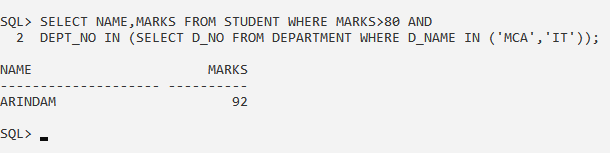 SQL> SELECT NAME,MARKS FROM STUDENT WHERE MARKS>80 AND
  2  DEPT_NO IN (SELECT D_NO FROM DEPARTMENT WHERE D_NAME IN ('MCA','IT'));
NAME                      MARKS
-------------------- ----------
ARINDAM                      92
SQL>